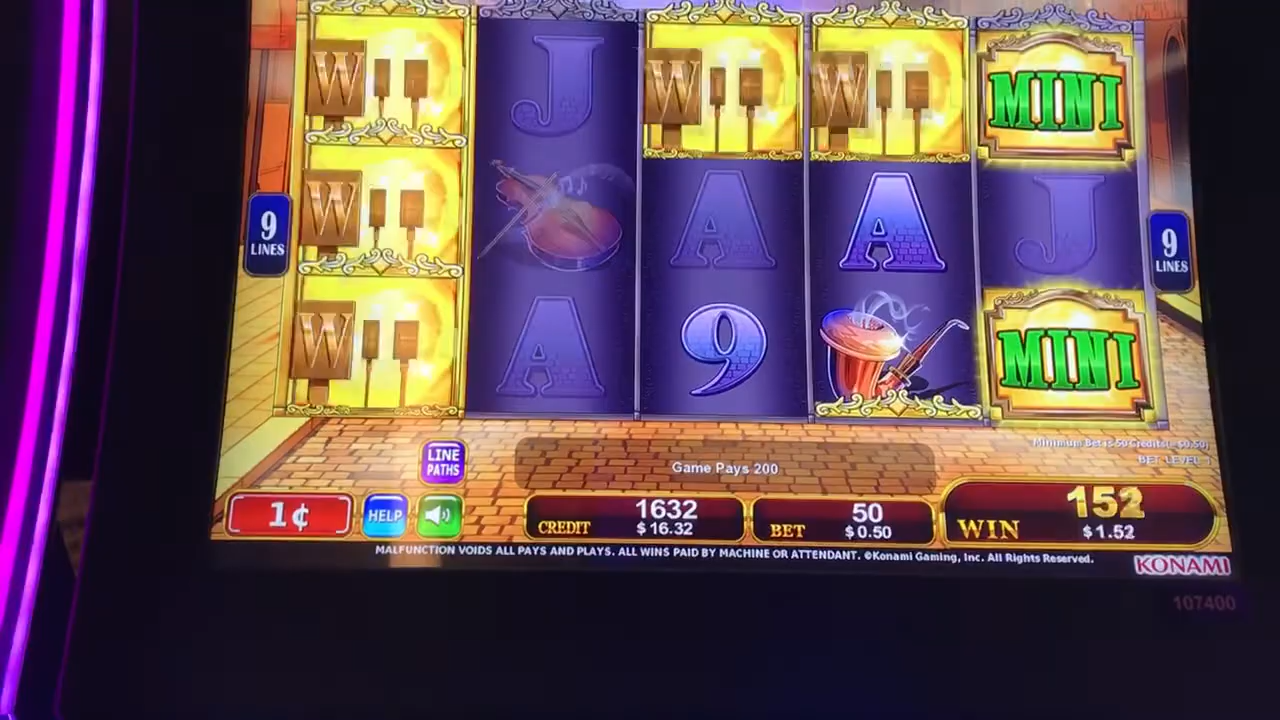 W W W MINI
J
W A A J
9 LINES
9 LINES
W A 9 MINI
Minimum Bet is 50 Credits(=$0.50)
BET LEVEL 1
LINE PATHS
Game Pays 200
1¢ HELP CREDIT 1632 $16.32 BET 50 $0.50 WIN 152 $1.52
MALFUNCTION VOIDS ALL PAYS AND PLAYS. ALL WINS PAID BY MACHINE OR ATTENDANT. ©Konami Gaming, Inc. All Rights Reserved.
KONAMI
107400